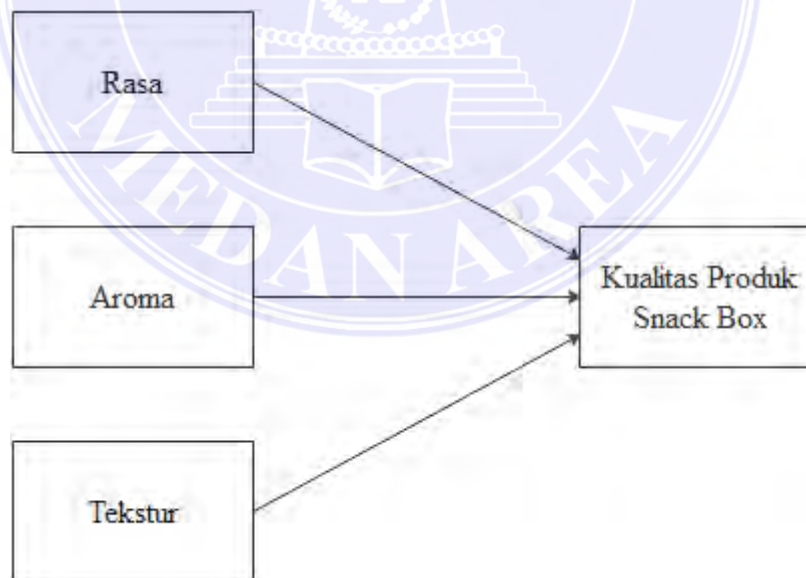 Rasa
MEDAN AREA
Aroma
Kualitas Produk
Snack Box
Tekstur